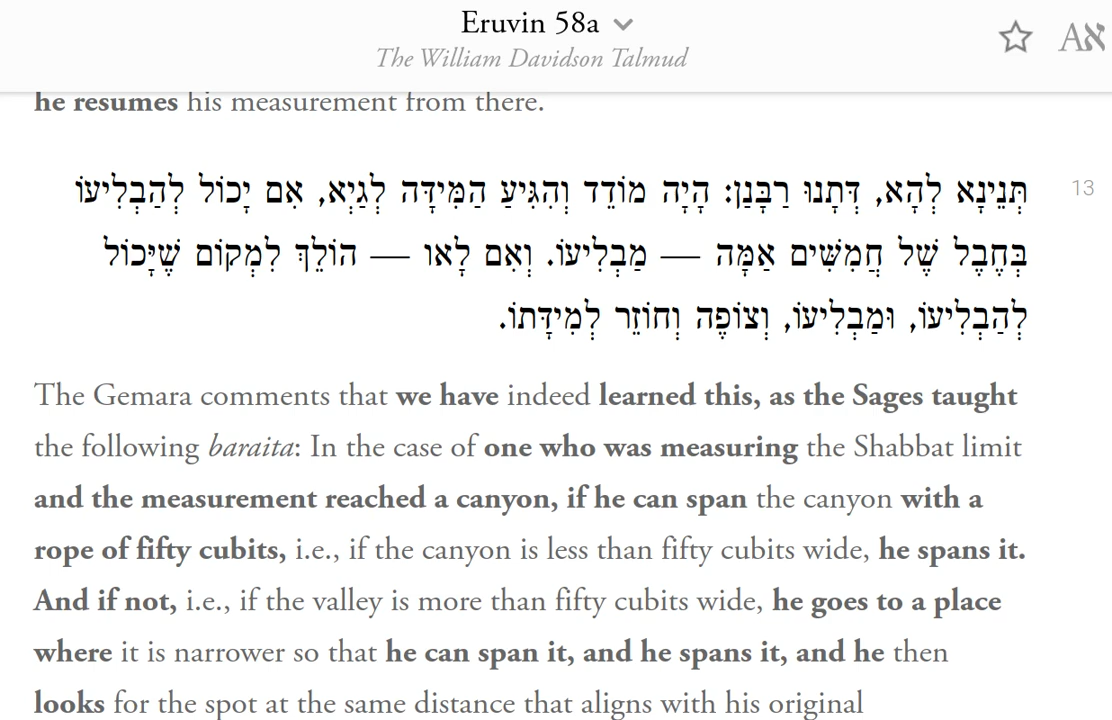 Eruvin 58a
The William Davidson Talmud
Aא
he resumes his measurement from there.
13
תְּנֵינָא לְהָא, דְּתָנוּ רַבָּנַן: הָיָה מוֹדֵד וְהִגִּיעַ הַמִּידָּה לְגַיְא, אִם יָכוֹל לְהַבְלִיעוֹ
בְּחֶבֶל שֶׁל חֲמִשִּׁים אַמָּה — מַבְלִיעוֹ. וְאִם לָאו — הוֹלֵךְ לִמְקוֹם שֶׁיָּכוֹל
לְהַבְלִיעוֹ, וּמַבְלִיעוֹ, וְצוֹפֶה וְחוֹזֵר לְמִידָּתוֹ.
The Gemara comments that we have indeed learned this, as the Sages taught
the following baraita: In the case of one who was measuring the Shabbat limit
and the measurement reached a canyon, if he can span the canyon with a
rope of fifty cubits, i.e., if the canyon is less than fifty cubits wide, he spans it.
And if not, i.e., if the valley is more than fifty cubits wide, he goes to a place
where it is narrower so that he can span it, and he spans it, and he then
looks for the spot at the same distance that aligns with his original